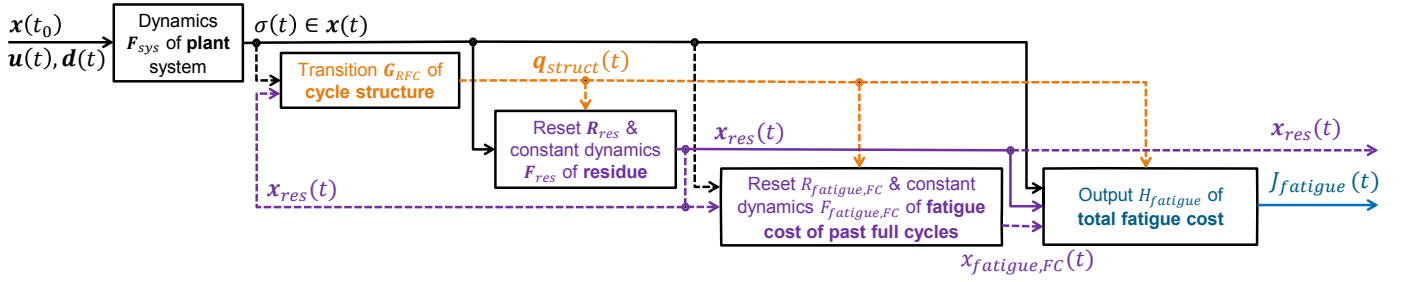 𝒙(t₀)
𝒖(t), 𝒅(t)
Dynamics
𝑭_sys of plant
system
σ(t) ∈ 𝒙(t)
Transition 𝑮_RFC of
cycle structure
𝒒_struct(t)
Reset 𝑹_res &
constant dynamics
𝑭_res of residue
𝒙_res(t)
𝒙_res(t)
𝒙_res(t)
Reset R_fatigue,FC & constant
dynamics F_fatigue,FC of fatigue
cost of past full cycles
Output H_fatigue of
total fatigue cost
J_fatigue(t)
x_fatigue,FC(t)